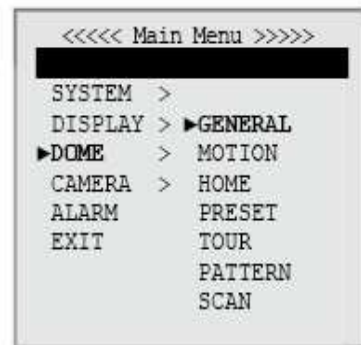 <<<<< Main Menu >>>>>
SYSTEM >
DISPLAY > ►GENERAL
►DOME > MOTION
CAMERA > HOME
ALARM PRESET
EXIT TOUR
PATTERN
SCAN